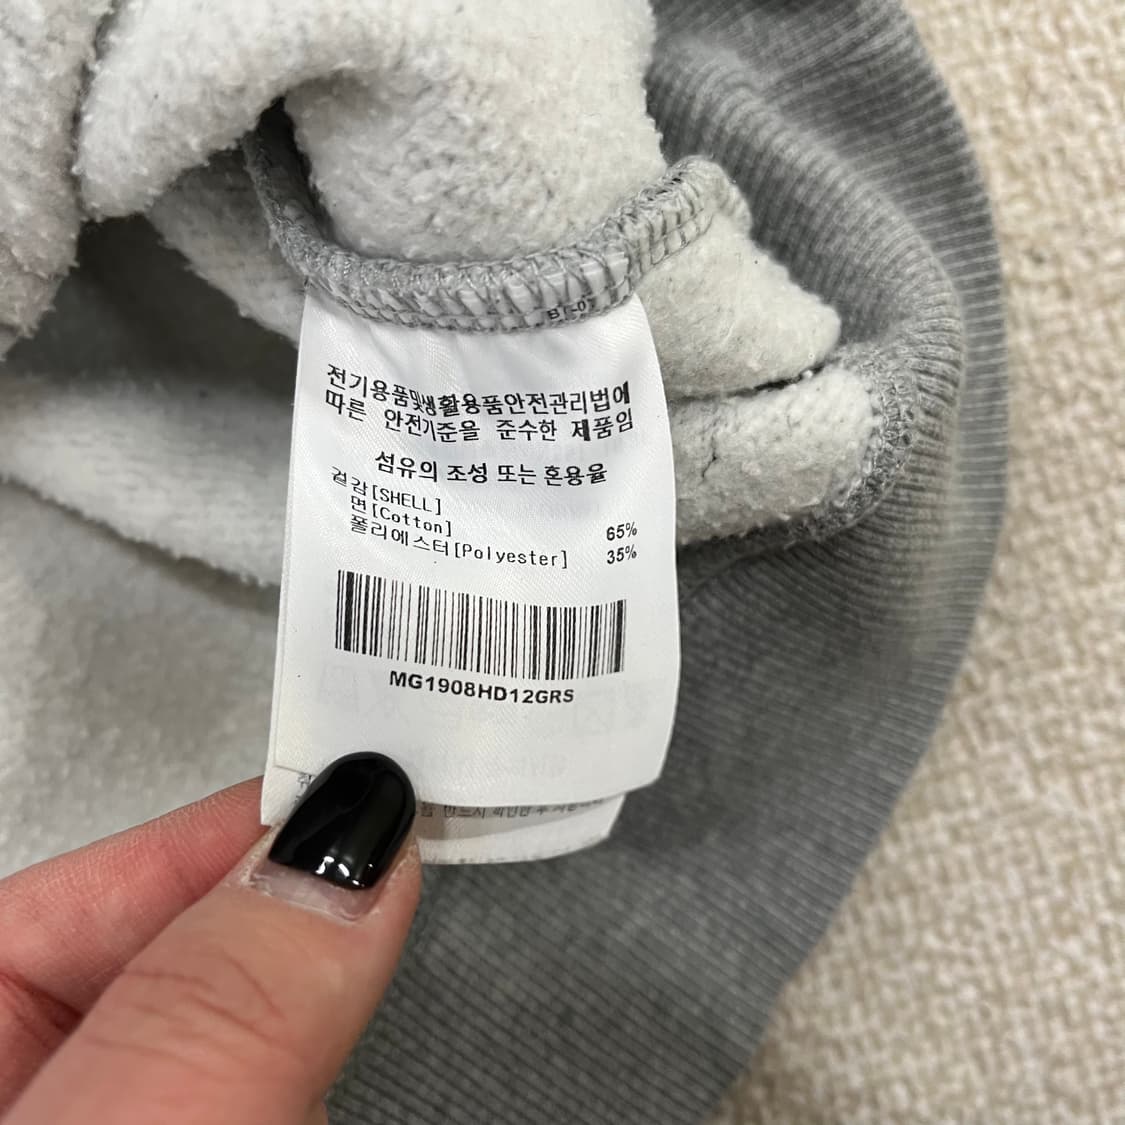 전기용품및생활용품안전관리법에
따른 안전기준을 준수한 제품임
섬유의 조성 또는 혼용율
겉감[SHELL]
면[Cotton] 65%
폴리에스터[Polyester] 35%
MG1908HD12GRS